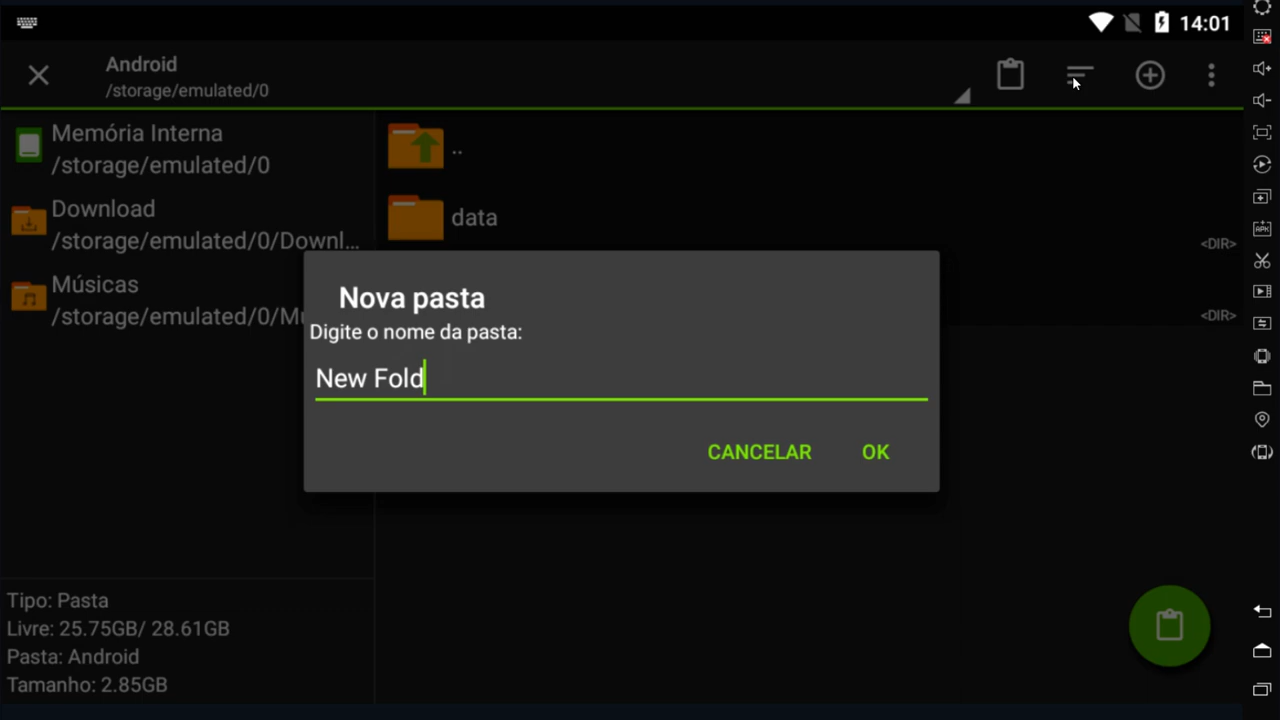 14:01
Android
/storage/emulated/0
Memória Interna
/storage/emulated/0
Download
/storage/emulated/0/Downl...
Músicas
/storage/emulated/0/Mu
..
data
<DIR>
<DIR>
Nova pasta
Digite o nome da pasta:
New Fold
CANCELAR
OK
Tipo: Pasta
Livre: 25.75GB/ 28.61GB
Pasta: Android
Tamanho: 2.85GB
APK